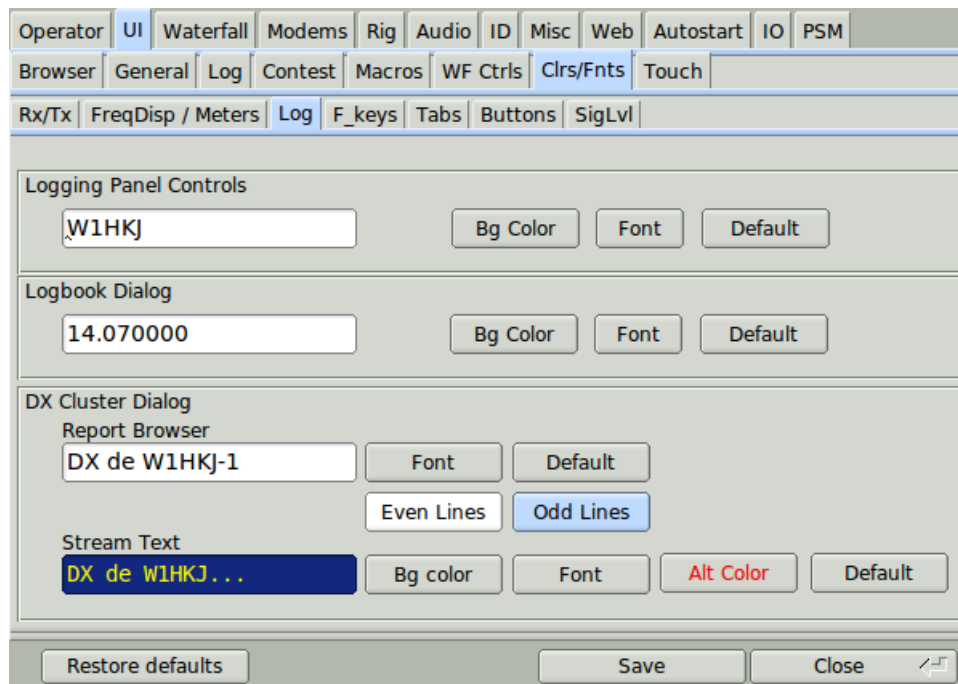 Operator UI Waterfall Modems Rig Audio ID Misc Web Autostart IO PSM
Browser General Log Contest Macros WF Ctrls Clrs/Fnts Touch
Rx/Tx FreqDisp / Meters Log F_keys Tabs Buttons SigLvl
Logging Panel Controls
W1HKJ Bg Color Font Default
Logbook Dialog
14.070000 Bg Color Font Default
DX Cluster Dialog
Report Browser
DX de W1HKJ-1 Font Default
Even Lines Odd Lines
Stream Text
DX de W1HKJ... Bg color Font Alt Color Default
Restore defaults Save Close